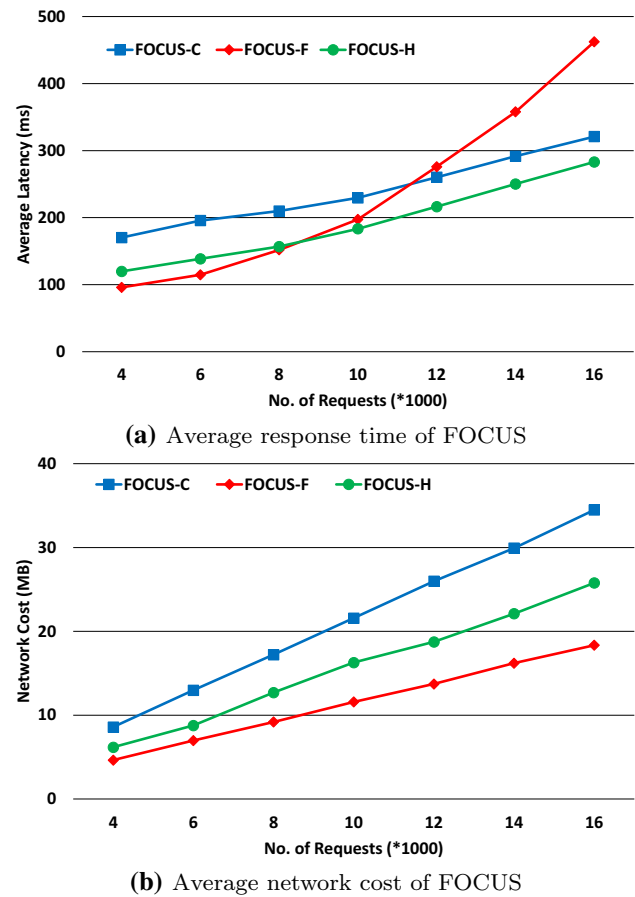 500
FOCUS-C FOCUS-F FOCUS-H
400
300
200
100
0
Average Latency (ms)
4 6 8 10 12 14 16
No. of Requests (*1000)
(a) Average response time of FOCUS
40
FOCUS-C FOCUS-F FOCUS-H
30
20
10
0
Network Cost (MB)
4 6 8 10 12 14 16
No. of Requests (*1000)
(b) Average network cost of FOCUS